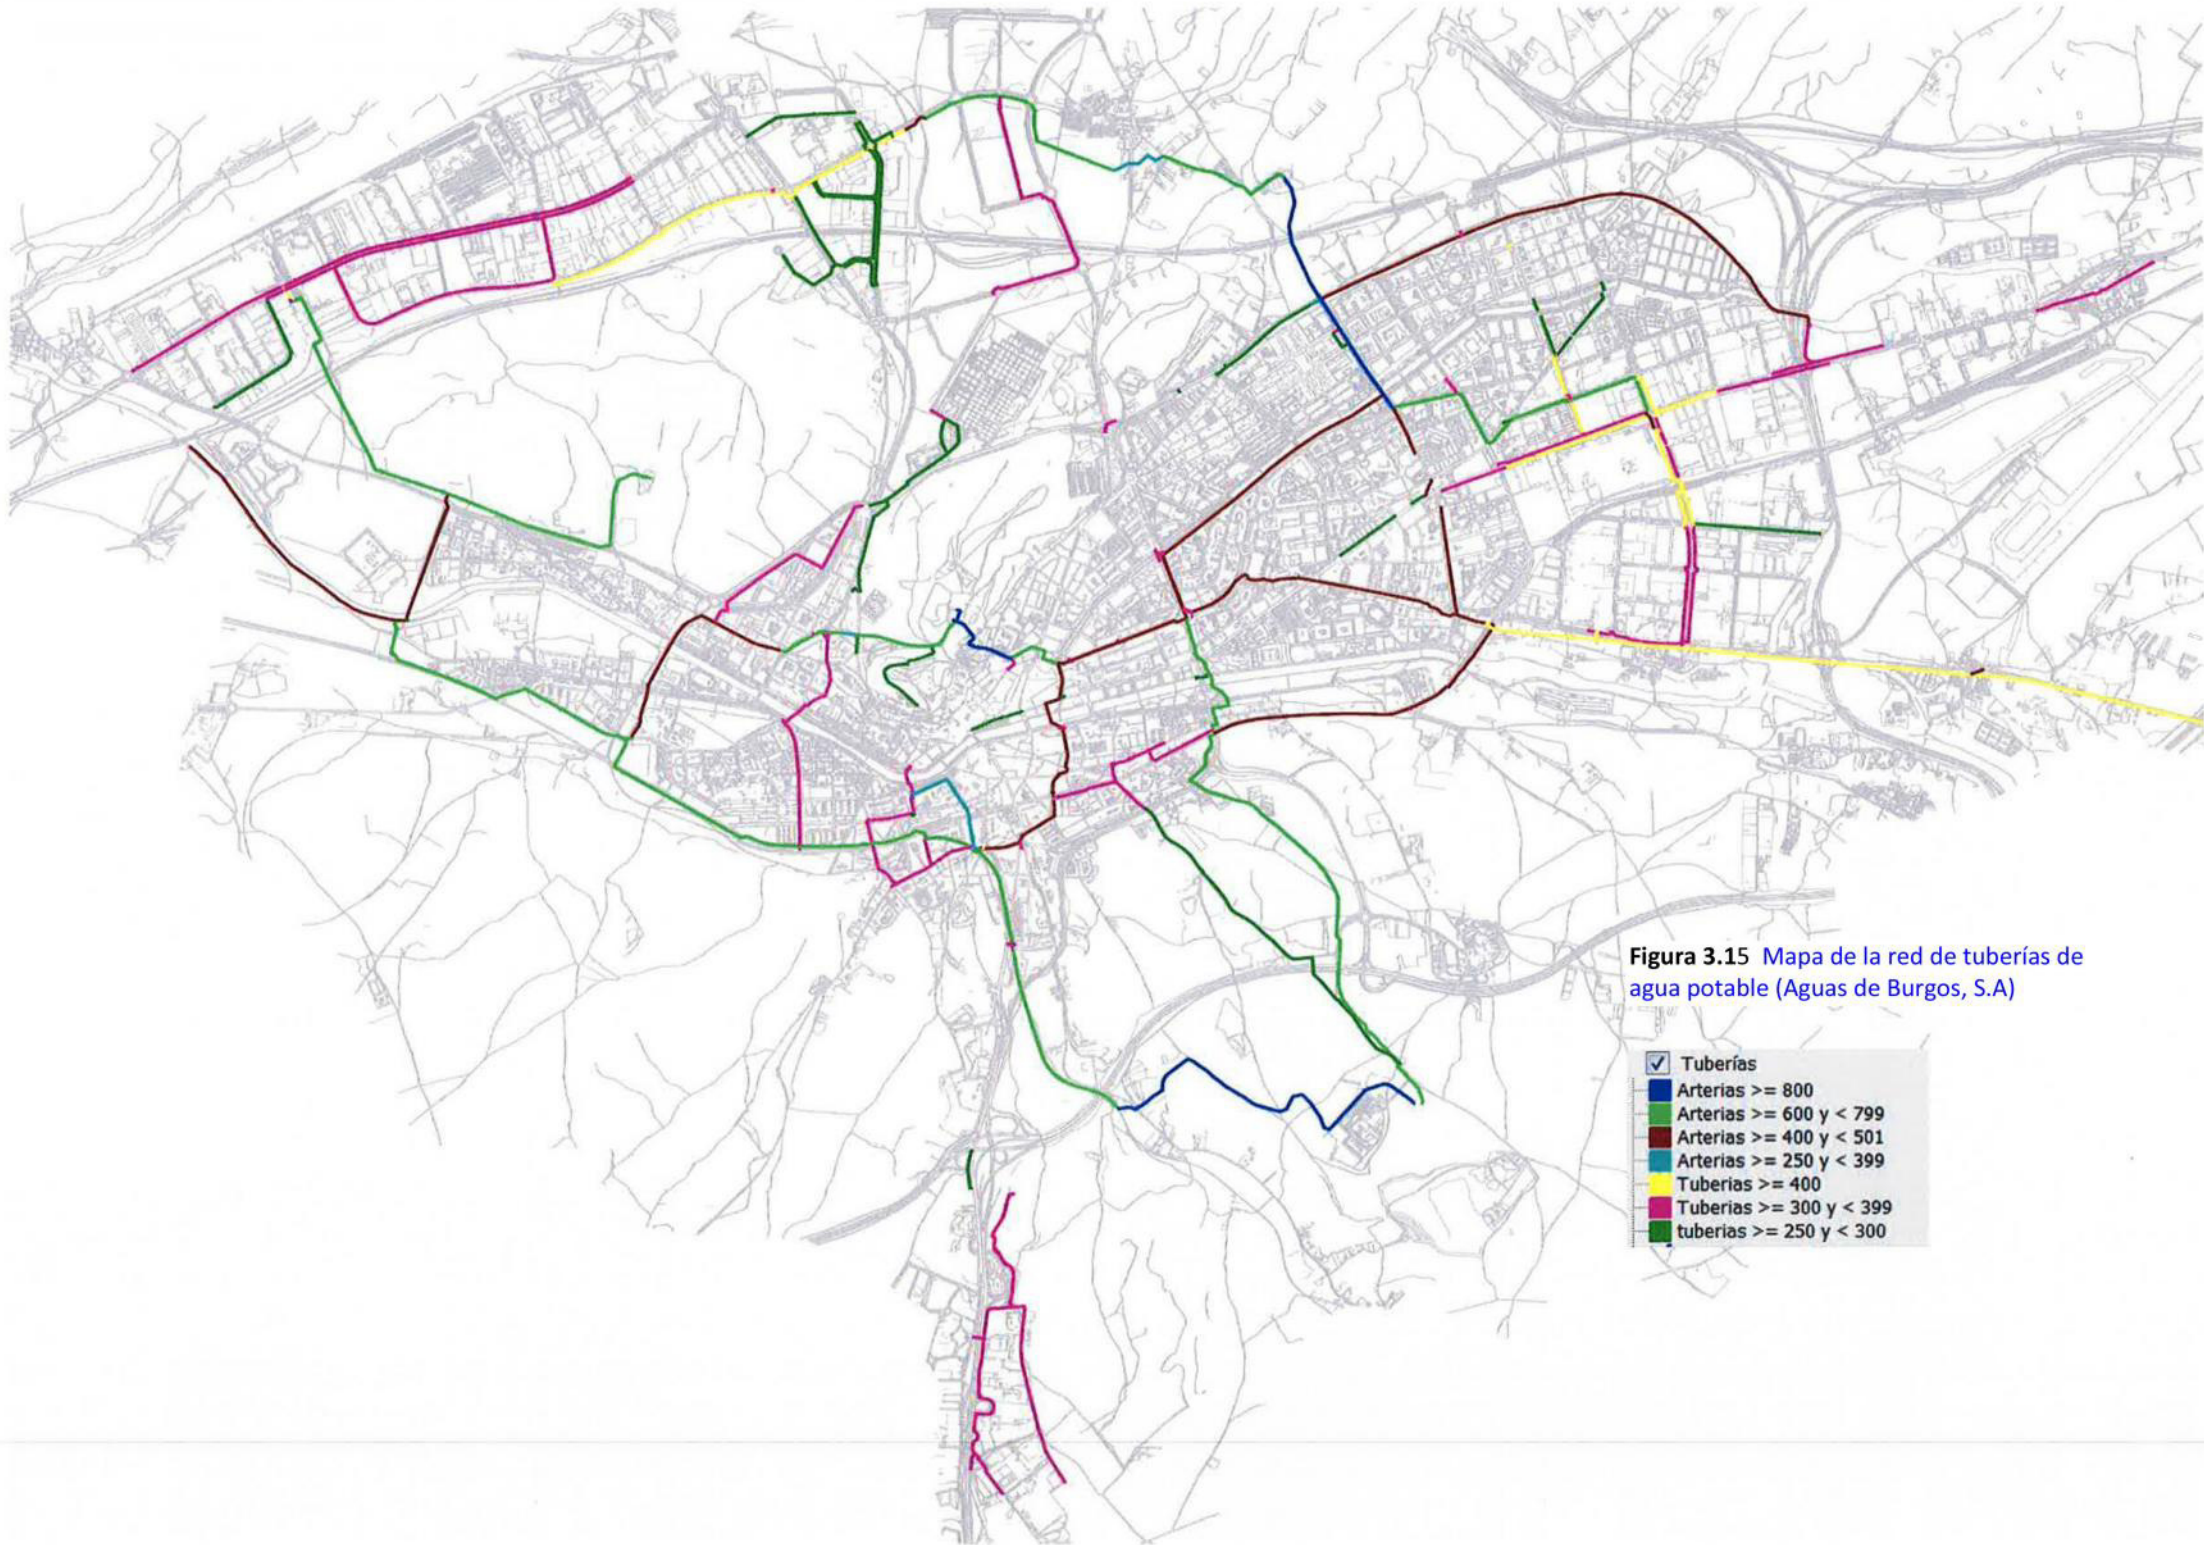 Figura 3.15 Mapa de la red de tuberías de
agua potable (Aguas de Burgos, S.A)
Tuberías
Arterias >= 800
Arterias >= 600 y < 799
Arterias >= 400 y < 501
Arterias >= 250 y < 399
Tuberias >= 400
Tuberias >= 300 y < 399
tuberias >= 250 y < 300